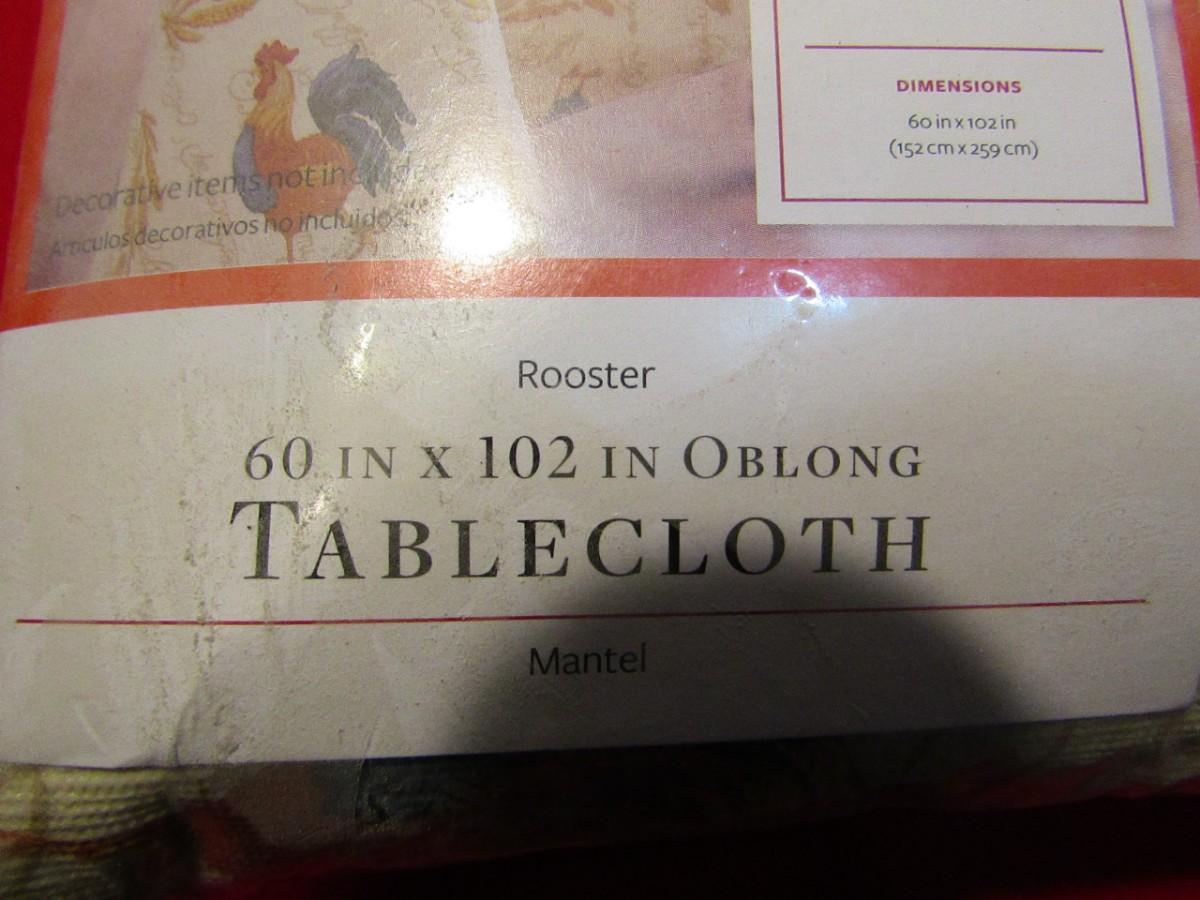 DIMENSIONS
60 in x 102 in
(152 cm x 259 cm)
Decorative items not include
Artículos decorativos no incluidos.
Rooster
60 IN X 102 IN OBLONG
TABLECLOTH
Mantel